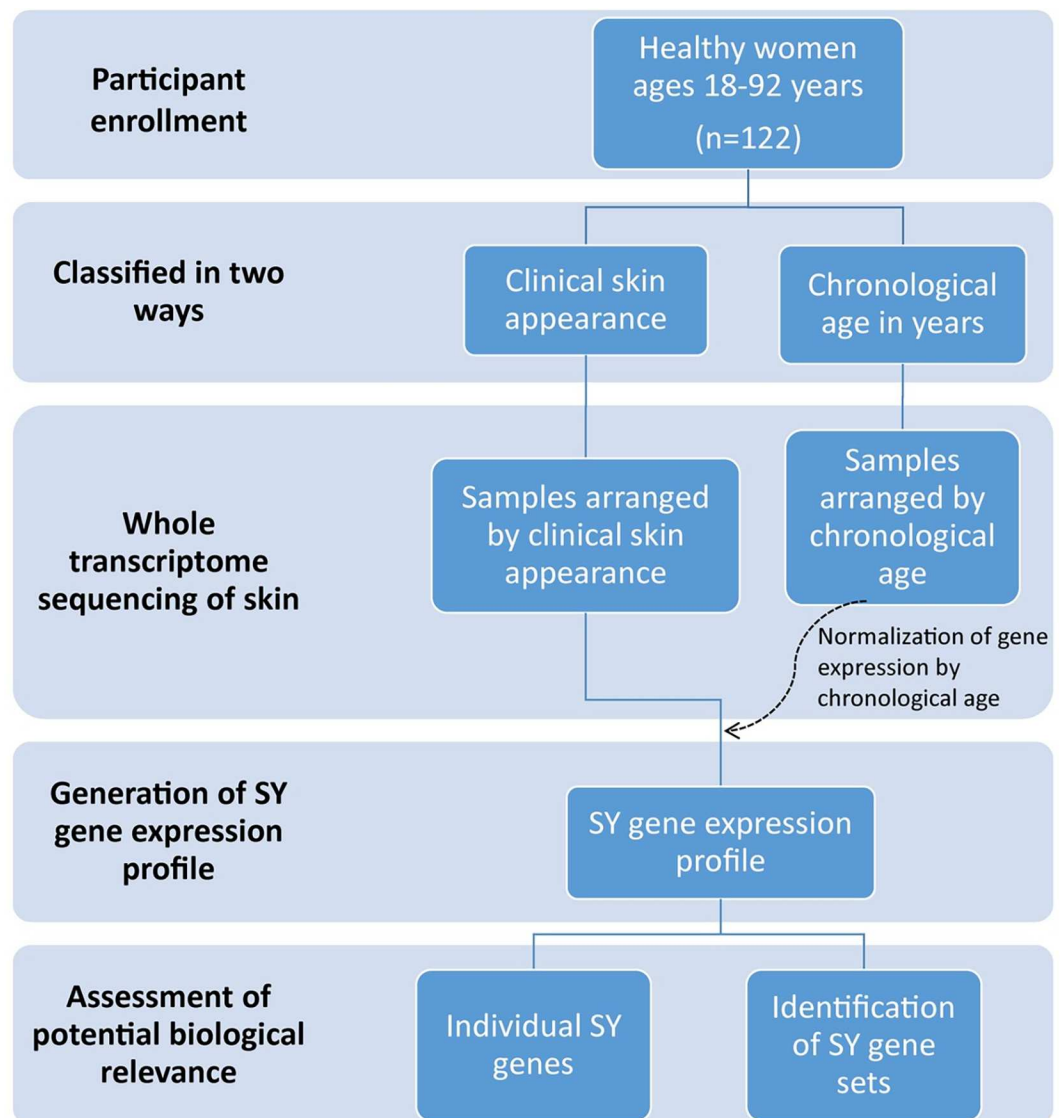 Participant
enrollment
Healthy women
ages 18-92 years
(n=122)
Classified in two
ways
Clinical skin
appearance
Chronological
age in years
Whole
transcriptome
sequencing of skin
Samples arranged
by clinical skin
appearance
Samples
arranged by
chronological
age
Normalization of gene
expression by
chronological age
Generation of SY
gene expression
profile
SY gene expression
profile
Assessment of
potential biological
relevance
Individual SY
genes
Identification
of SY gene
sets